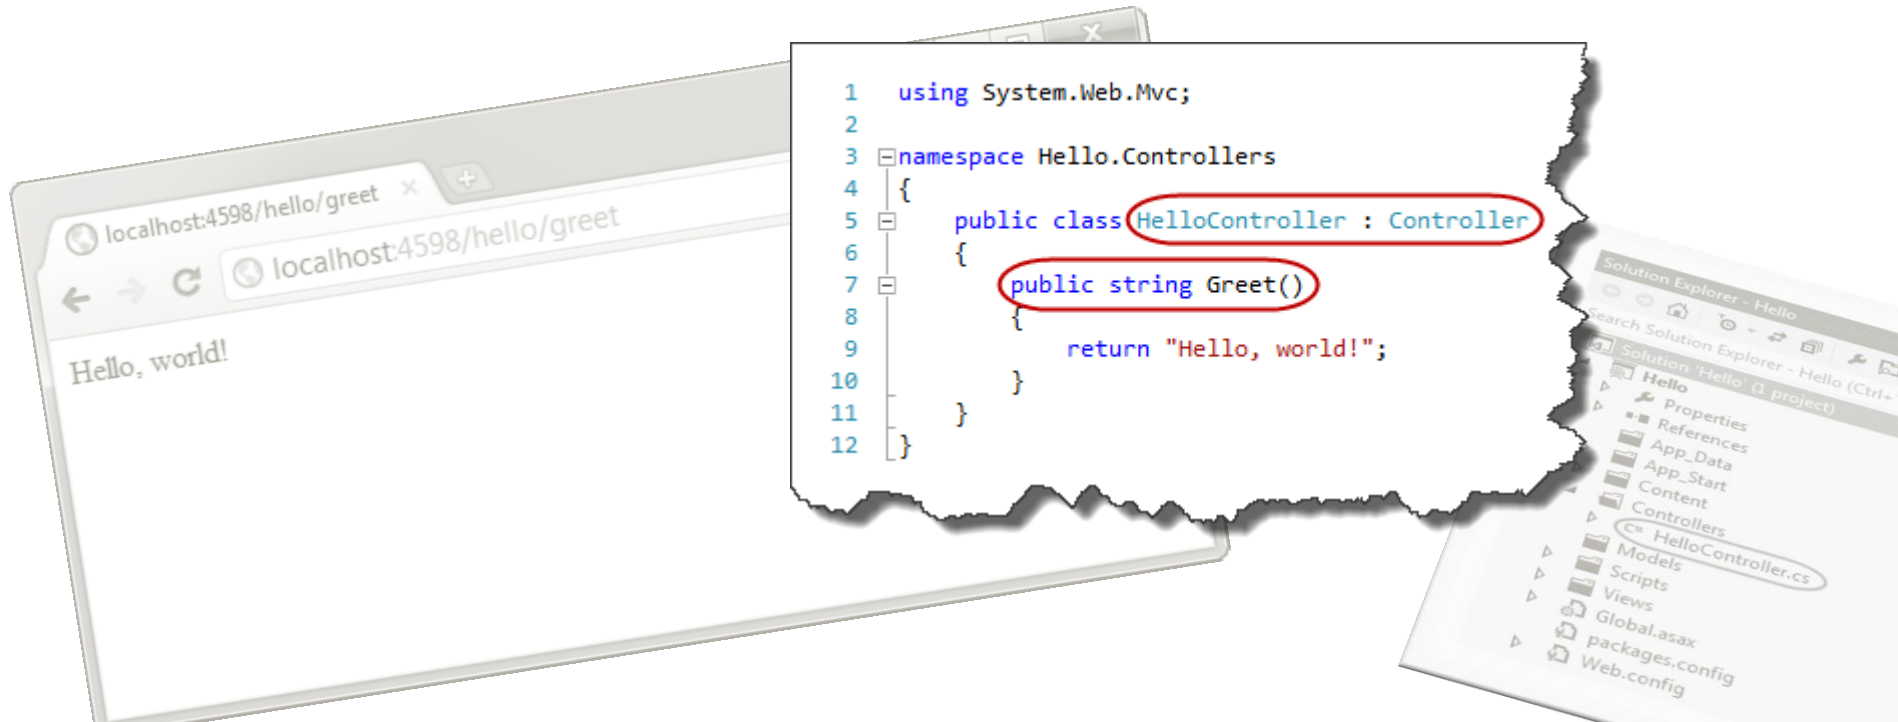 localhost:4598/hello/greet
localhost:4598/hello/greet
Hello, world!
1 using System.Web.Mvc;
2
3 namespace Hello.Controllers
4 {
5 public class HelloController : Controller
6 {
7 public string Greet()
8 {
9 return "Hello, world!";
10 }
11 }
12 }
Solution Explorer - Hello
Search Solution Explorer - Hello (Ctrl+
Solution 'Hello' (1 project)
Hello
Properties
References
App_Data
App_Start
Content
Controllers
C# HelloController.cs
Models
Scripts
Views
Global.asax
packages.config
Web.config